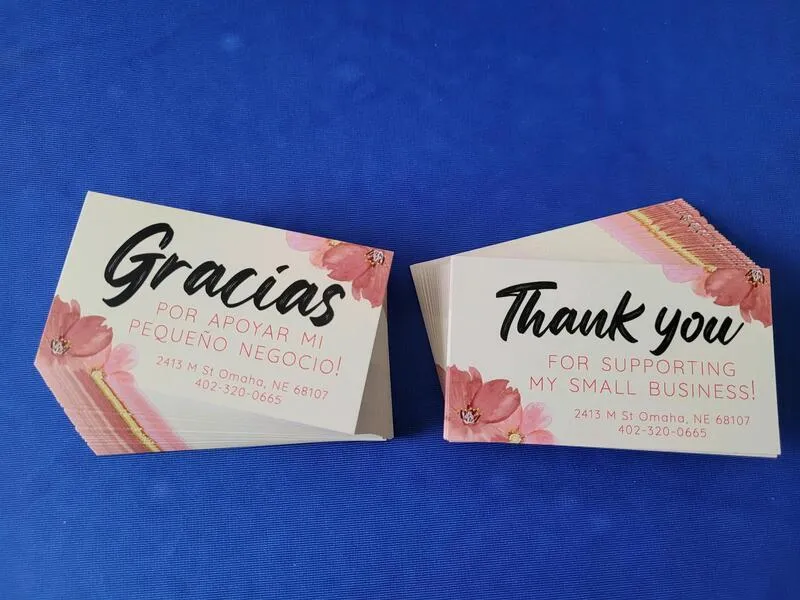 Gracias
POR APOYAR MI
PEQUEÑO NEGOCIO!
2413 M St Omaha, NE 68107
402-320-0665
Thank you
FOR SUPPORTING
MY SMALL BUSINESS!
2413 M St Omaha, NE 68107
402-320-0665